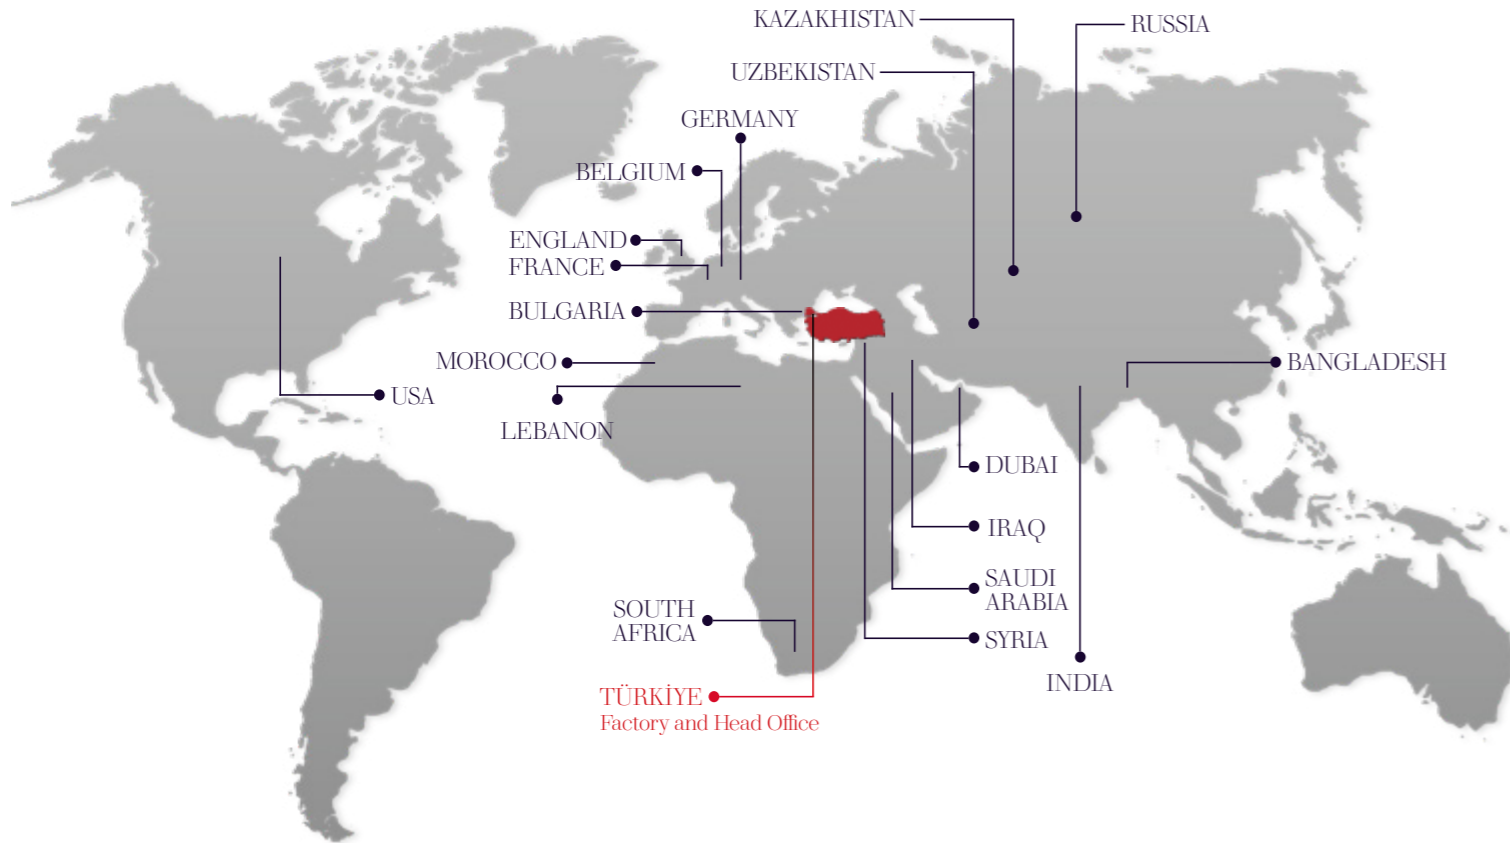 KAZAKHISTAN
RUSSIA
UZBEKISTAN
GERMANY
BELGIUM
ENGLAND
FRANCE
BULGARIA
MOROCCO
BANGLADESH
USA
LEBANON
DUBAI
IRAQ
SAUDI
ARABIA
SOUTH
AFRICA
SYRIA
INDIA
TÜRKİYE
Factory and Head Office